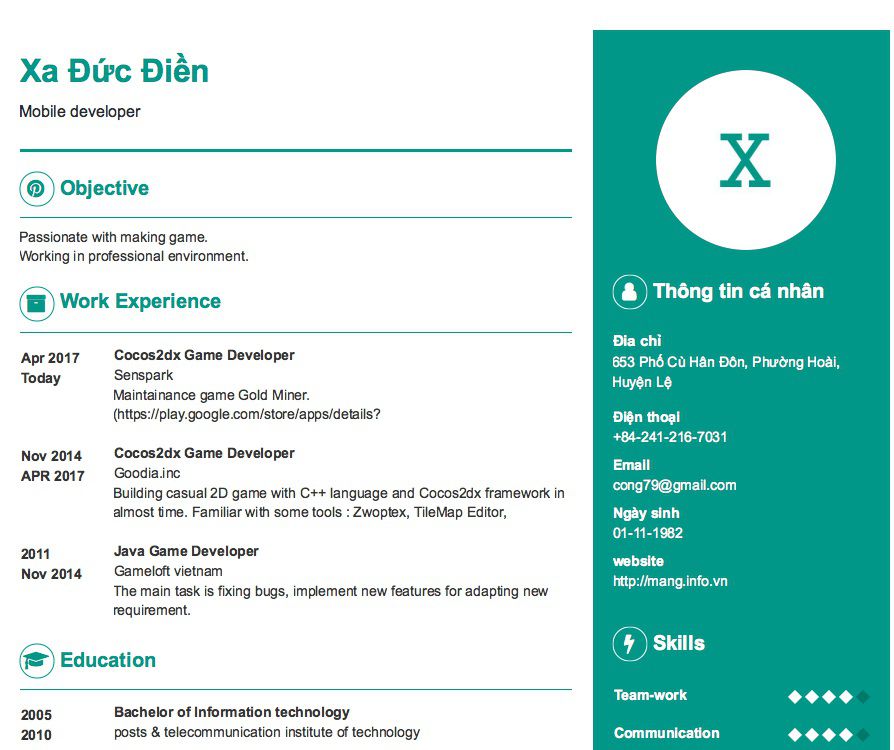 Xa Đức Điền
Mobile developer
Objective
Passionate with making game.
Working in professional environment.
Work Experience
Apr 2017
Today
Cocos2dx Game Developer
Senspark
Maintainance game Gold Miner.
(https://play.google.com/store/apps/details?
Nov 2014
APR 2017
Cocos2dx Game Developer
Goodia.inc
Building casual 2D game with C++ language and Cocos2dx framework in
almost time. Familiar with some tools : Zwoptex, TileMap Editor,
2011
Nov 2014
Java Game Developer
Gameloft vietnam
The main task is fixing bugs, implement new features for adapting new
requirement.
Education
2005
2010
Bachelor of Information technology
posts & telecommunication institute of technology
X
Thông tin cá nhân
Địa chỉ
653 Phố Cù Hân Đôn, Phường Hoài,
Huyện Lệ
Điện thoại
+84-241-216-7031
Email
cong79@gmail.com
Ngày sinh
01-11-1982
website
http://mang.info.vn
Skills
Team-work
Communication